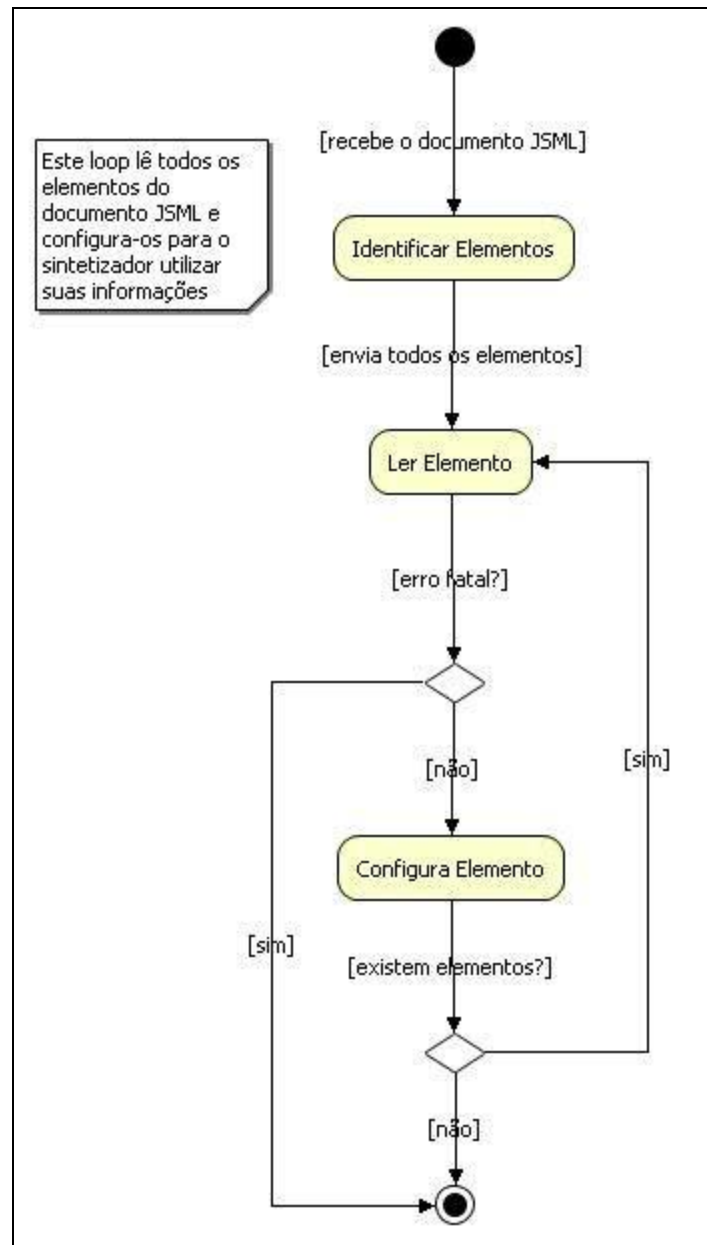 [recebe o documento JSML]
Este loop lê todos os
elementos do
documento JSML e
configura-os para o
sintetizador utilizar
suas informações
Identificar Elementos
[envia todos os elementos]
Ler Elemento
[erro fatal?]
[não]
[sim]
Configura Elemento
[sim]
[existem elementos?]
[não]